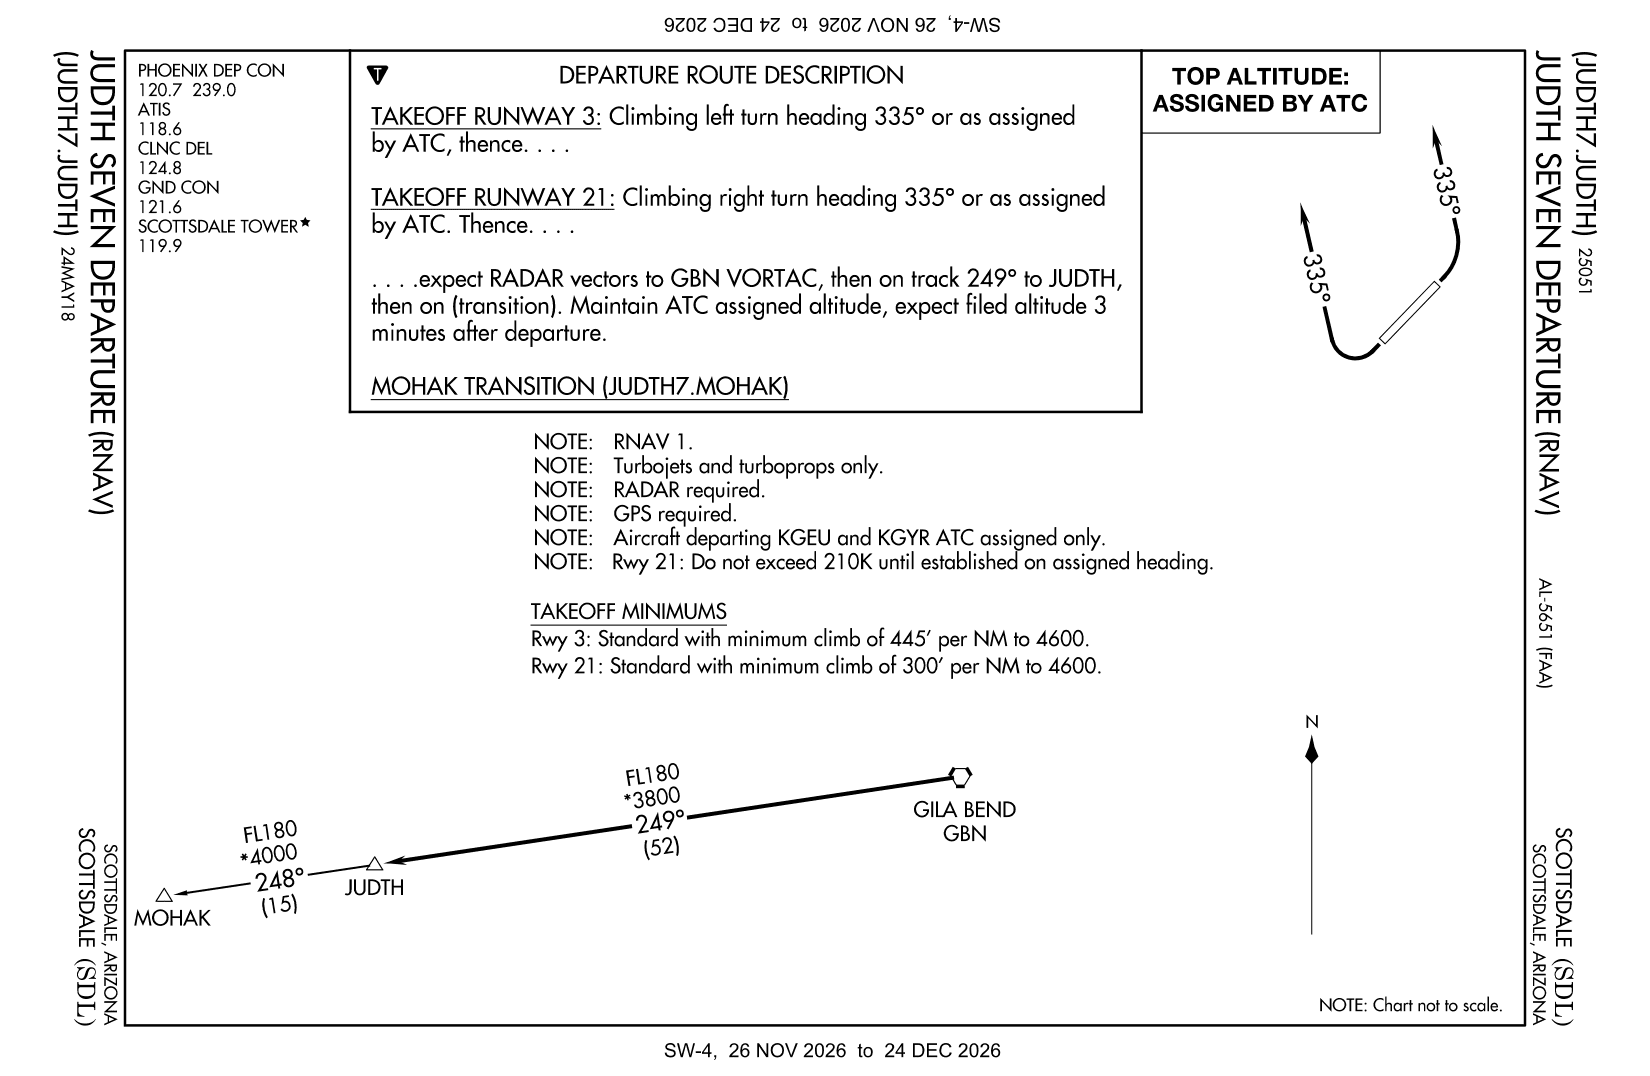 SW-4, 26 NOV 2026 to 24 DEC 2026
(JUDTH7.JUDTH) 24MAY18
JUDTH SEVEN DEPARTURE (RNAV)
SCOTTSDALE (SDL)
SCOTTSDALE, ARIZONA
PHOENIX DEP CON
120.7 239.0
ATIS
118.6
CLNC DEL
124.8
GND CON
121.6
SCOTTSDALE TOWER★
119.9
T
DEPARTURE ROUTE DESCRIPTION
TAKEOFF RUNWAY 3: Climbing left turn heading 335° or as assigned
by ATC, thence. . . .
TAKEOFF RUNWAY 21: Climbing right turn heading 335° or as assigned
by ATC. Thence. . . .
. . . .expect RADAR vectors to GBN VORTAC, then on track 249° to JUDTH,
then on (transition). Maintain ATC assigned altitude, expect filed altitude 3
minutes after departure.
MOHAK TRANSITION (JUDTH7.MOHAK)
TOP ALTITUDE:
ASSIGNED BY ATC
335°
335°
NOTE: RNAV 1.
NOTE: Turbojets and turboprops only.
NOTE: RADAR required.
NOTE: GPS required.
NOTE: Aircraft departing KGEU and KGYR ATC assigned only.
NOTE: Rwy 21: Do not exceed 210K until established on assigned heading.
TAKEOFF MINIMUMS
Rwy 3: Standard with minimum climb of 445′ per NM to 4600.
Rwy 21: Standard with minimum climb of 300′ per NM to 4600.
N
FL180
*3800
249°
(52)
GILA BEND
GBN
FL180
*4000
248°
(15)
JUDTH
MOHAK
NOTE: Chart not to scale.
(JUDTH7.JUDTH) 25051
JUDTH SEVEN DEPARTURE (RNAV)
AL-5651 (FAA)
SCOTTSDALE (SDL)
SCOTTSDALE, ARIZONA
SW-4, 26 NOV 2026 to 24 DEC 2026